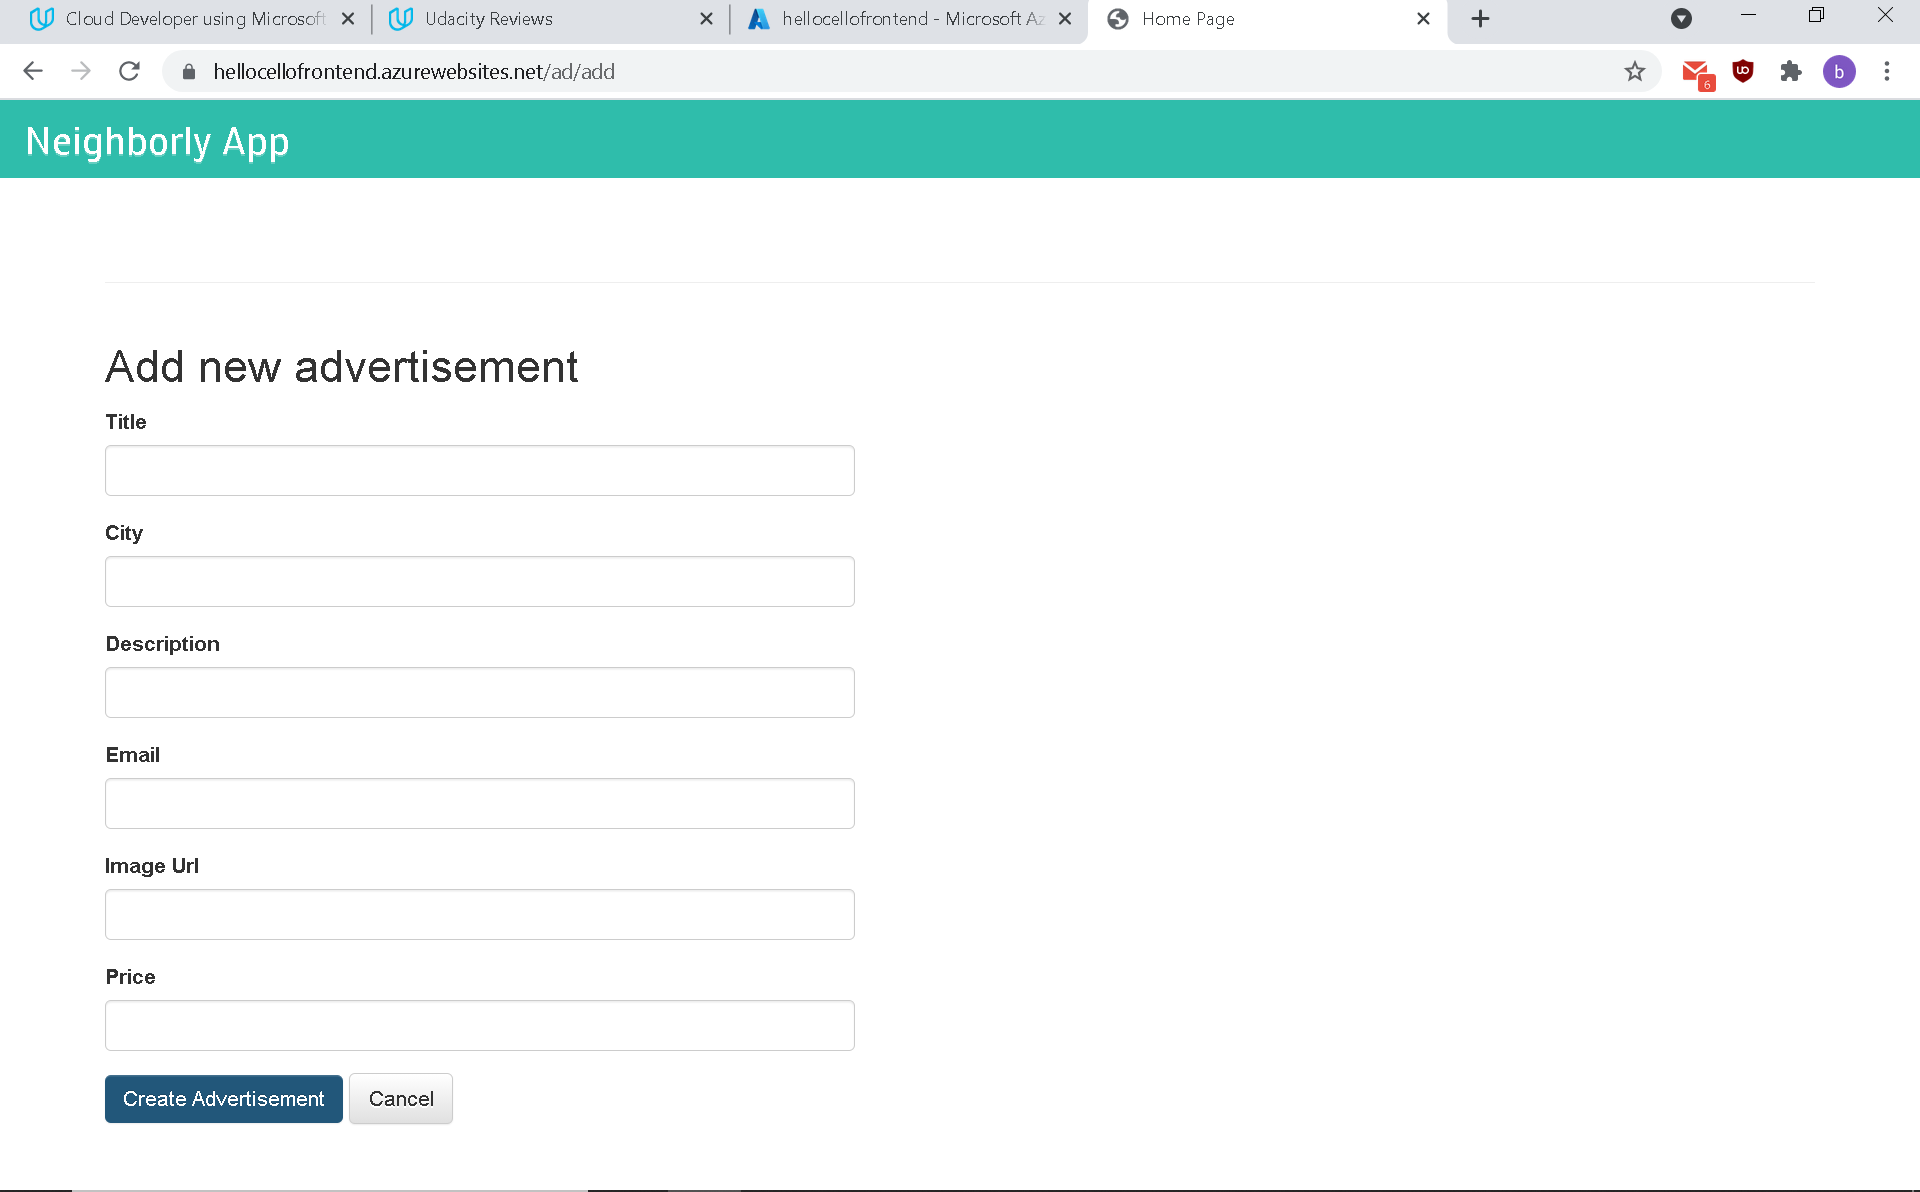 Cloud Developer using Microsoft
Udacity Reviews
hellocellofrontend - Microsoft Az
Home Page
hellocellofrontend.azurewebsites.net/ad/add
6
b
Neighborly App
Add new advertisement
Title
City
Description
Email
Image Url
Price
Create Advertisement Cancel